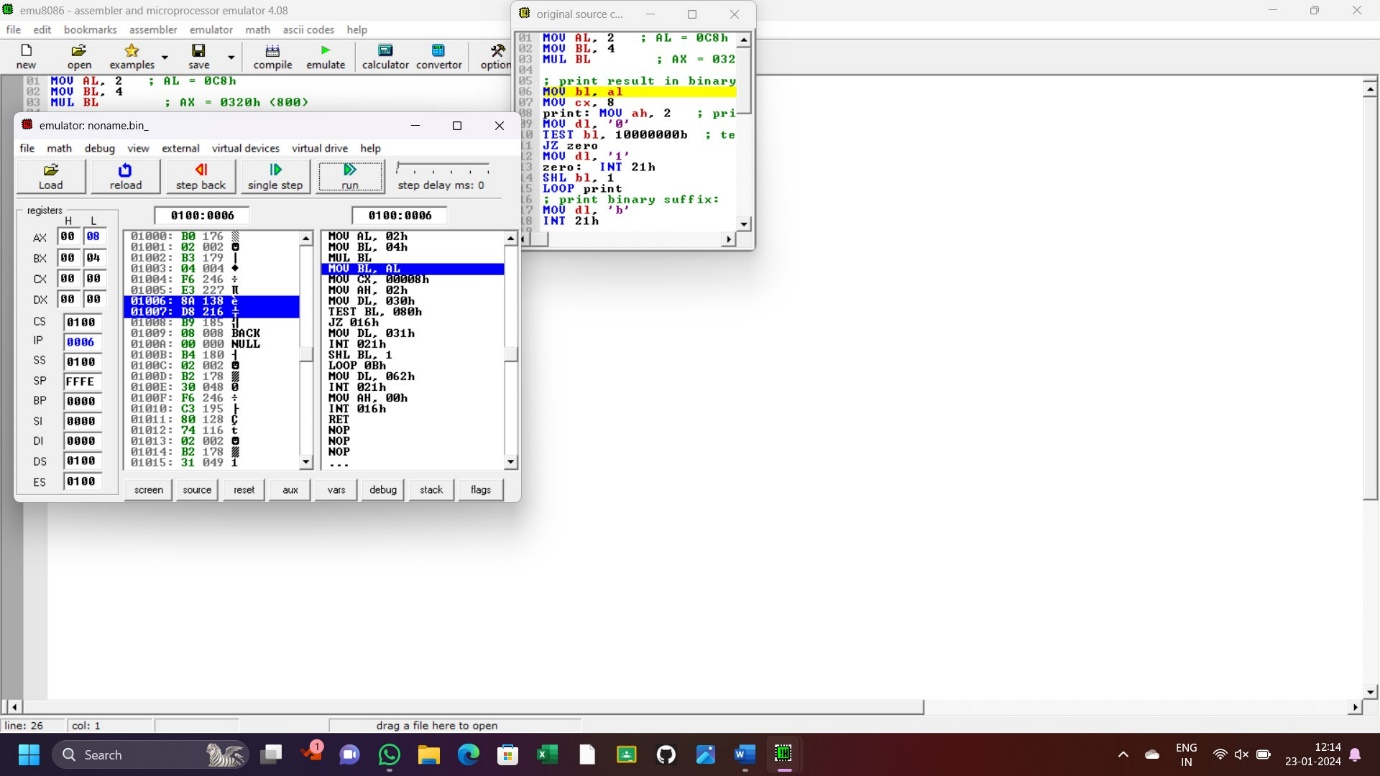 emu8086 - assembler and microprocessor emulator 4.08
file edit bookmarks assembler emulator math ascii codes help
new open examples save compile emulate calculator convertor option
01 MOV AL, 2 ; AL = 0C8h
02 MOV BL, 4
03 MUL BL ; AX = 0320h (800)
original source c...
01 MOV AL, 2 ; AL = 0C8h
02 MOV BL, 4
03 MUL BL ; AX = 032
04
05 ; print result in binary
06 MOV bl, al
07 MOV cx, 8
08 print: MOV ah, 2 ; pri
09 MOV dl, '0'
10 TEST bl, 10000000b ; te
11 JZ zero
12 MOV dl, '1'
13 zero: INT 21h
14 SHL bl, 1
15 LOOP print
16 ; print binary suffix:
17 MOV dl, 'b'
18 INT 21h
emulator: noname.bin_
file math debug view external virtual devices virtual drive help
Load reload step back single step run step delay ms: 0
registers
H L
AX 00 08
BX 00 04
CX 00 00
DX 00 00
CS 0100
IP 0006
SS 0100
SP FFFE
BP 0000
SI 0000
DI 0000
DS 0100
ES 0100
0100:0006 0100:0006
01000: B0 176
01001: 02 002
01002: B3 179
01003: 04 004
01004: F6 246 ÷
01005: E3 227 π
01006: 8A 138 è
01007: D8 216 ╪
01008: B9 185 ╣
01009: 08 008 BACK
0100A: 00 000 NULL
0100B: B4 180 ┤
0100C: 02 002
0100D: B2 178 ▓
0100E: 30 048 0
0100F: F6 246 ÷
01010: C3 195 ├
01011: 80 128 Ç
01012: 74 116 t
01013: 02 002
01014: B2 178 ▓
01015: 31 049 1
MOV AL, 02h
MOV BL, 04h
MUL BL
MOV BL, AL
MOV CX, 00008h
MOV AH, 02h
MOV DL, 030h
TEST BL, 080h
JZ 016h
MOV DL, 031h
INT 021h
SHL BL, 1
LOOP 0Bh
MOV DL, 062h
INT 021h
MOV AH, 00h
INT 016h
RET
NOP
NOP
NOP
...
screen source reset aux vars debug stack flags
line: 26 col: 1 drag a file here to open
Search
1
ENG
IN
12:14
23-01-2024